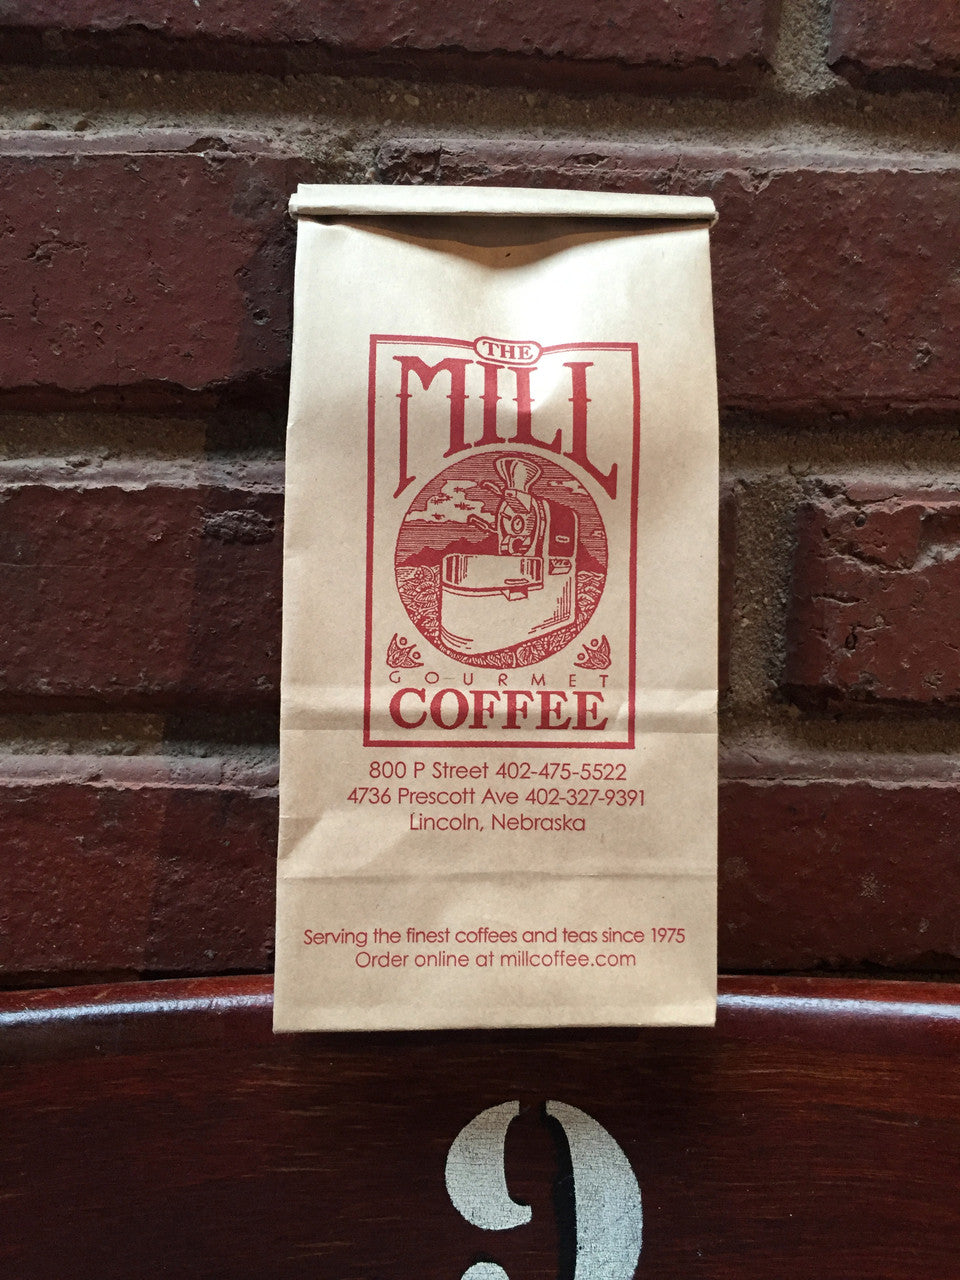 THE
MILL
GOURMET
COFFEE
800 P Street 402-475-5522
4736 Prescott Ave 402-327-9391
Lincoln, Nebraska
Serving the finest coffees and teas since 1975
Order online at millcoffee.com
9